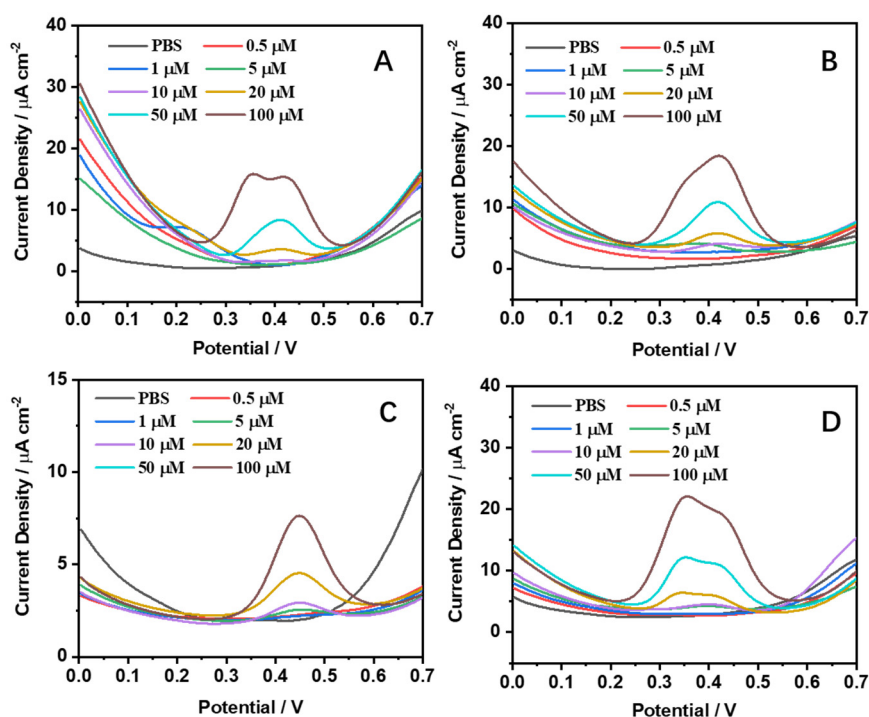 A
PBS 0.5 μM
1 μM 5 μM
10 μM 20 μM
50 μM 100 μM
Current Density / μA cm⁻²
40
30
20
10
0
0.0 0.1 0.2 0.3 0.4 0.5 0.6 0.7
Potential / V
B
PBS 0.5 μM
1 μM 5 μM
10 μM 20 μM
50 μM 100 μM
Current Density / μA cm⁻²
40
30
20
10
0
0.0 0.1 0.2 0.3 0.4 0.5 0.6 0.7
Potential / V
C
PBS 0.5 μM
1 μM 5 μM
10 μM 20 μM
50 μM 100 μM
Current Density / μA cm⁻²
15
10
5
0
0.0 0.1 0.2 0.3 0.4 0.5 0.6 0.7
Potential / V
D
PBS 0.5 μM
1 μM 5 μM
10 μM 20 μM
50 μM 100 μM
Current Density / μA cm⁻²
40
30
20
10
0
0.0 0.1 0.2 0.3 0.4 0.5 0.6 0.7
Potential / V